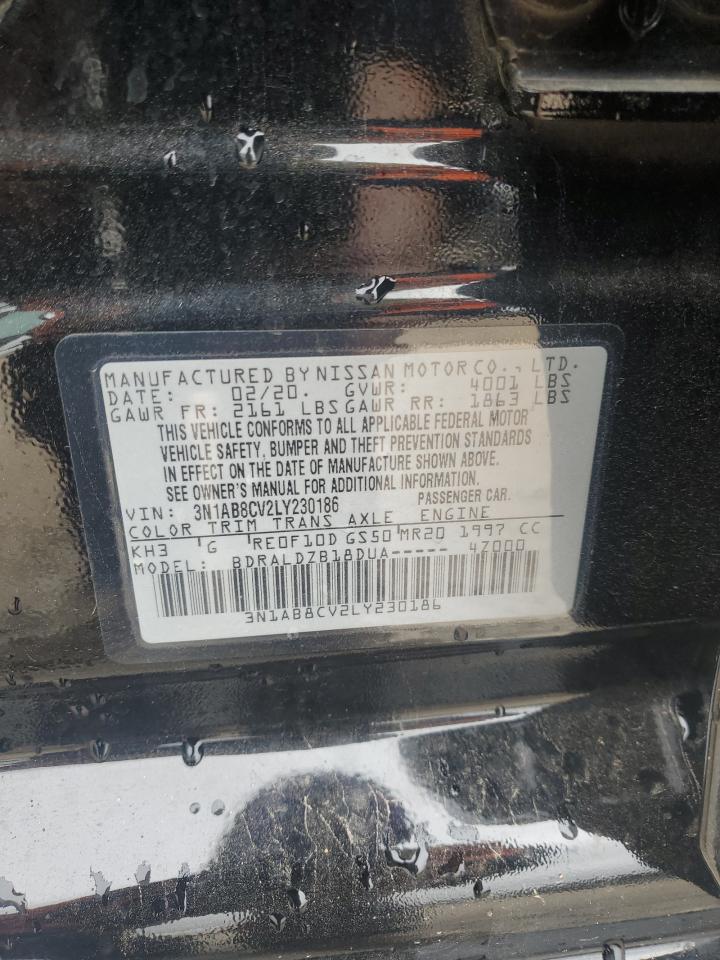 MANUFACTURED BY NISSAN MOTOR CO., LTD.
DATE: 02/20. GVWR: 4001 LBS
GAWR FR: 2161 LBS GAWR RR: 1863 LBS
THIS VEHICLE CONFORMS TO ALL APPLICABLE FEDERAL MOTOR
VEHICLE SAFETY, BUMPER AND THEFT PREVENTION STANDARDS
IN EFFECT ON THE DATE OF MANUFACTURE SHOWN ABOVE.
SEE OWNER'S MANUAL FOR ADDITIONAL INFORMATION.
VIN: 3N1AB8CV2LY230186 PASSENGER CAR.
COLOR TRIM TRANS AXLE ENGINE
KH3 G RE0F10D GS50 MR20 1997 CC
MODEL: BDRALDZB18DUA----- 4Z000
3N1AB8CV2LY230186